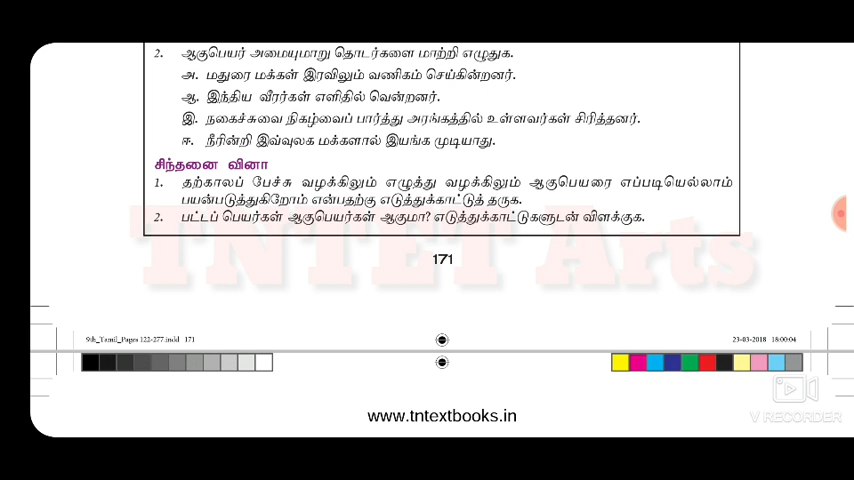 2. ஆகுபெயர் அமையுமாறு தொடர்களை மாற்றி எழுதுக.
அ. மதுரை மக்கள் இரவிலும் வணிகம் செய்கின்றனர்.
ஆ. இந்திய வீரர்கள் எளிதில் வென்றனர்.
இ. நகைச்சுவை நிகழ்வைப் பார்த்து அரங்கத்தில் உள்ளவர்கள் சிரித்தனர்.
ஈ. நீரின்றி இவ்வுலக மக்களால் இயங்க முடியாது.
சிந்தனை வினா
1. தற்காலப் பேச்சு வழக்கிலும் எழுத்து வழக்கிலும் ஆகுபெயரை எப்படியெல்லாம்
பயன்படுத்துகிறோம் என்பதற்கு எடுத்துக்காட்டுத் தருக.
2. பட்டப் பெயர்கள் ஆகுபெயர்கள் ஆகுமா? எடுத்துக்காட்டுகளுடன் விளக்குக.
TNTET Arts
171
9th_Tamil_Pages 122-277.indd 171
23-03-2018 18:00:04
www.tntextbooks.in
V RECORDER